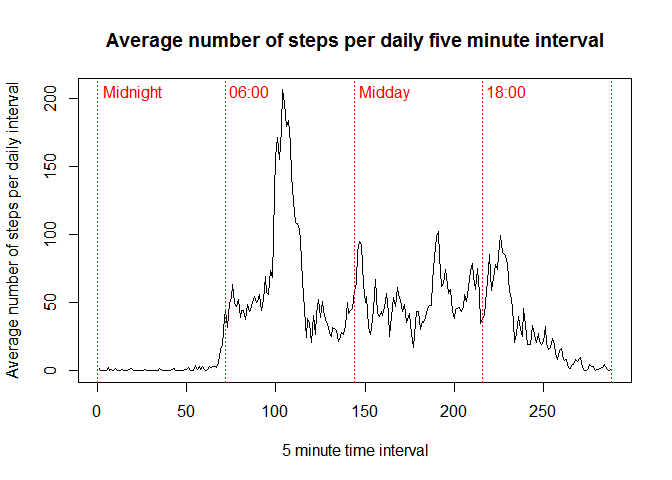 Average number of steps per daily five minute interval
Average number of steps per daily interval
200
150
100
50
0
Midnight
06:00
Midday
18:00
0
50
100
150
200
250
5 minute time interval